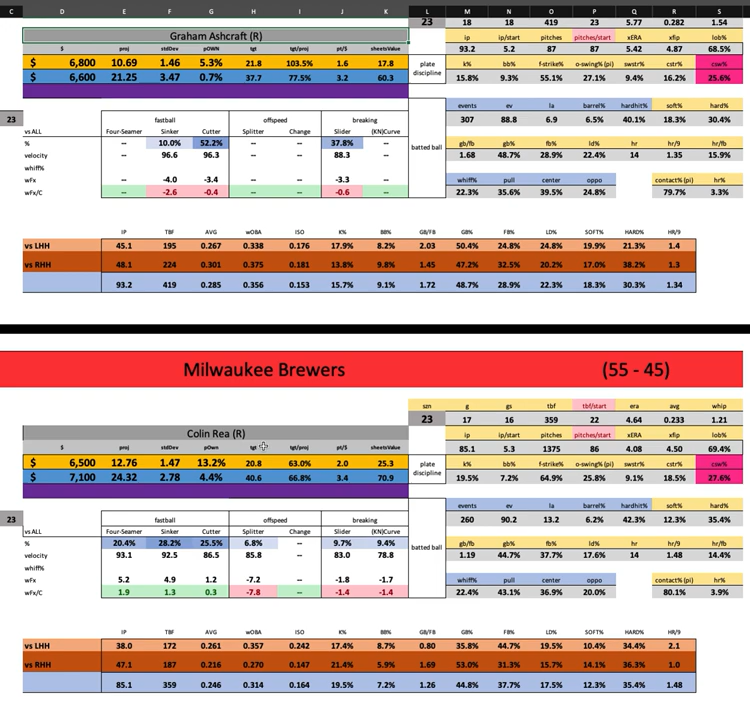 C D E F G H I J K L M N O P Q R S
23 18 18 419 23 5.77 0.282 1.54
Graham Ashcraft (R)
ip ip/start pitches pitches/start xERA xfip lob%
$ proj stdDev pOWN tgt tgt/proj pt/$ sheetsValue
93.2 5.2 87 87 5.42 4.87 68.5%
$ 6,800 10.69 1.46 5.3% 21.8 103.5% 1.6 17.8
plate discipline k% bb% f-strike% o-swing% (pi) swstr% cstr% csw%
$ 6,600 21.25 3.47 0.7% 37.7 77.5% 3.2 60.3
15.8% 9.3% 55.1% 27.1% 9.4% 16.2% 25.6%
events ev la barrel% hardhit% soft% hard%
23 fastball offspeed breaking
307 88.8 6.9 6.5% 40.1% 18.3% 30.4%
vs ALL Four-Seamer Sinker Cutter Splitter Change Slider (KN)Curve
% -- 10.0% 52.2% -- -- 37.8% --
batted ball gb/fb gb% fb% ld% hr hr/9 hr/fb
velocity -- 96.6 96.3 -- -- 88.3 --
1.68 48.7% 28.9% 22.4% 14 1.35 15.9%
whiff%
wFx -- -4.0 -3.4 -- -- -3.3 --
whiff% pull center oppo contact% (pi) hr%
wFx/C -- -2.6 -0.4 -- -- -0.6 --
22.3% 35.6% 39.5% 24.8% 79.7% 3.3%
IP TBF AVG wOBA ISO K% BB% GB/FB GB% FB% LD% SOFT% HARD% HR/9
vs LHH 45.1 195 0.267 0.338 0.176 17.9% 8.2% 2.03 50.4% 24.8% 24.8% 19.9% 21.3% 1.4
vs RHH 48.1 224 0.301 0.375 0.181 13.8% 9.8% 1.45 47.2% 32.5% 20.2% 17.0% 38.2% 1.3
93.2 419 0.285 0.356 0.153 15.7% 9.1% 1.72 48.7% 28.9% 22.3% 18.3% 30.3% 1.34
Milwaukee Brewers (55 - 45)
szn g gs tbf tbf/start era avg whip
23 17 16 359 22 4.64 0.233 1.21
Colin Rea (R)
ip ip/start pitches pitches/start xERA xfip lob%
$ proj stdDev pOwn tgt tgt/proj pt/$ sheetsValue
85.1 5.3 1375 86 4.08 4.50 69.4%
$ 6,500 12.76 1.47 13.2% 20.8 63.0% 2.0 25.3
plate discipline k% bb% f-strike% o-swing% (pi) swstr% cstr% csw%
$ 7,100 24.32 2.78 4.4% 40.6 66.8% 3.4 70.9
19.5% 7.2% 64.9% 25.8% 9.1% 18.5% 27.6%
events ev la barrel% hardhit% soft% hard%
23 fastball offspeed breaking
260 90.2 13.2 6.2% 42.3% 12.3% 35.4%
vs ALL Four-Seamer Sinker Cutter Splitter Change Slider (KN)Curve
% 20.4% 28.2% 25.5% 6.8% -- 9.7% 9.4%
batted ball gb/fb gb% fb% ld% hr hr/9 hr/fb
velocity 93.1 92.5 86.5 85.8 -- 83.0 78.8
1.19 44.7% 37.7% 17.6% 14 1.48 14.4%
whiff%
wFx 5.2 4.9 1.2 -7.2 -- -1.8 -1.7
whiff% pull center oppo contact% (pi) hr%
wFx/C 1.9 1.3 0.3 -7.8 -- -1.4 -1.4
22.4% 43.1% 36.9% 20.0% 80.1% 3.9%
IP TBF AVG wOBA ISO K% BB% GB/FB GB% FB% LD% SOFT% HARD% HR/9
vs LHH 38.0 172 0.261 0.357 0.242 17.4% 8.7% 0.80 35.8% 44.7% 19.5% 10.4% 34.4% 2.1
vs RHH 47.1 187 0.216 0.270 0.147 21.4% 5.9% 1.69 53.0% 31.3% 15.7% 14.1% 36.3% 1.0
85.1 359 0.246 0.314 0.164 19.5% 7.2% 1.26 44.8% 37.7% 17.5% 12.3% 35.4% 1.48